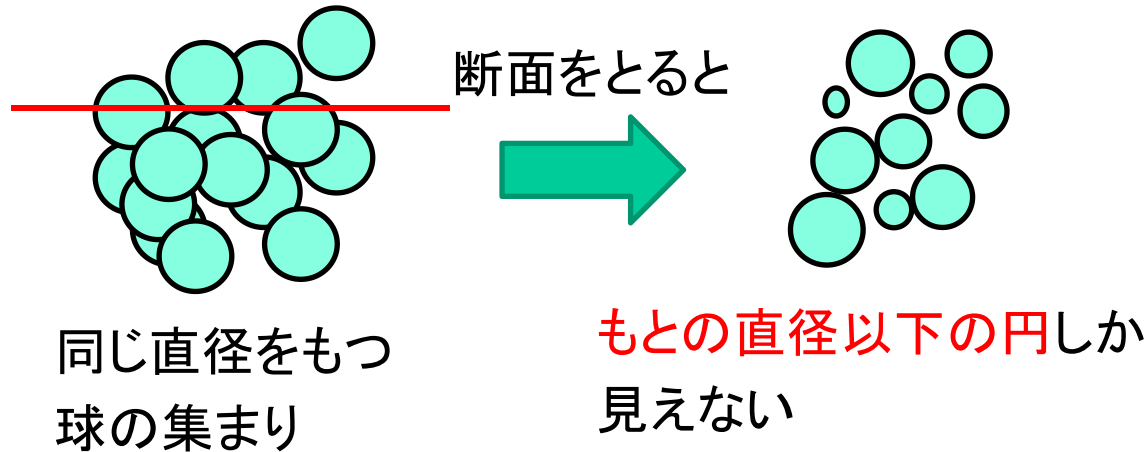 断面をとると
同じ直径をもつ
球の集まり
もとの直径以下の円しか
見えない